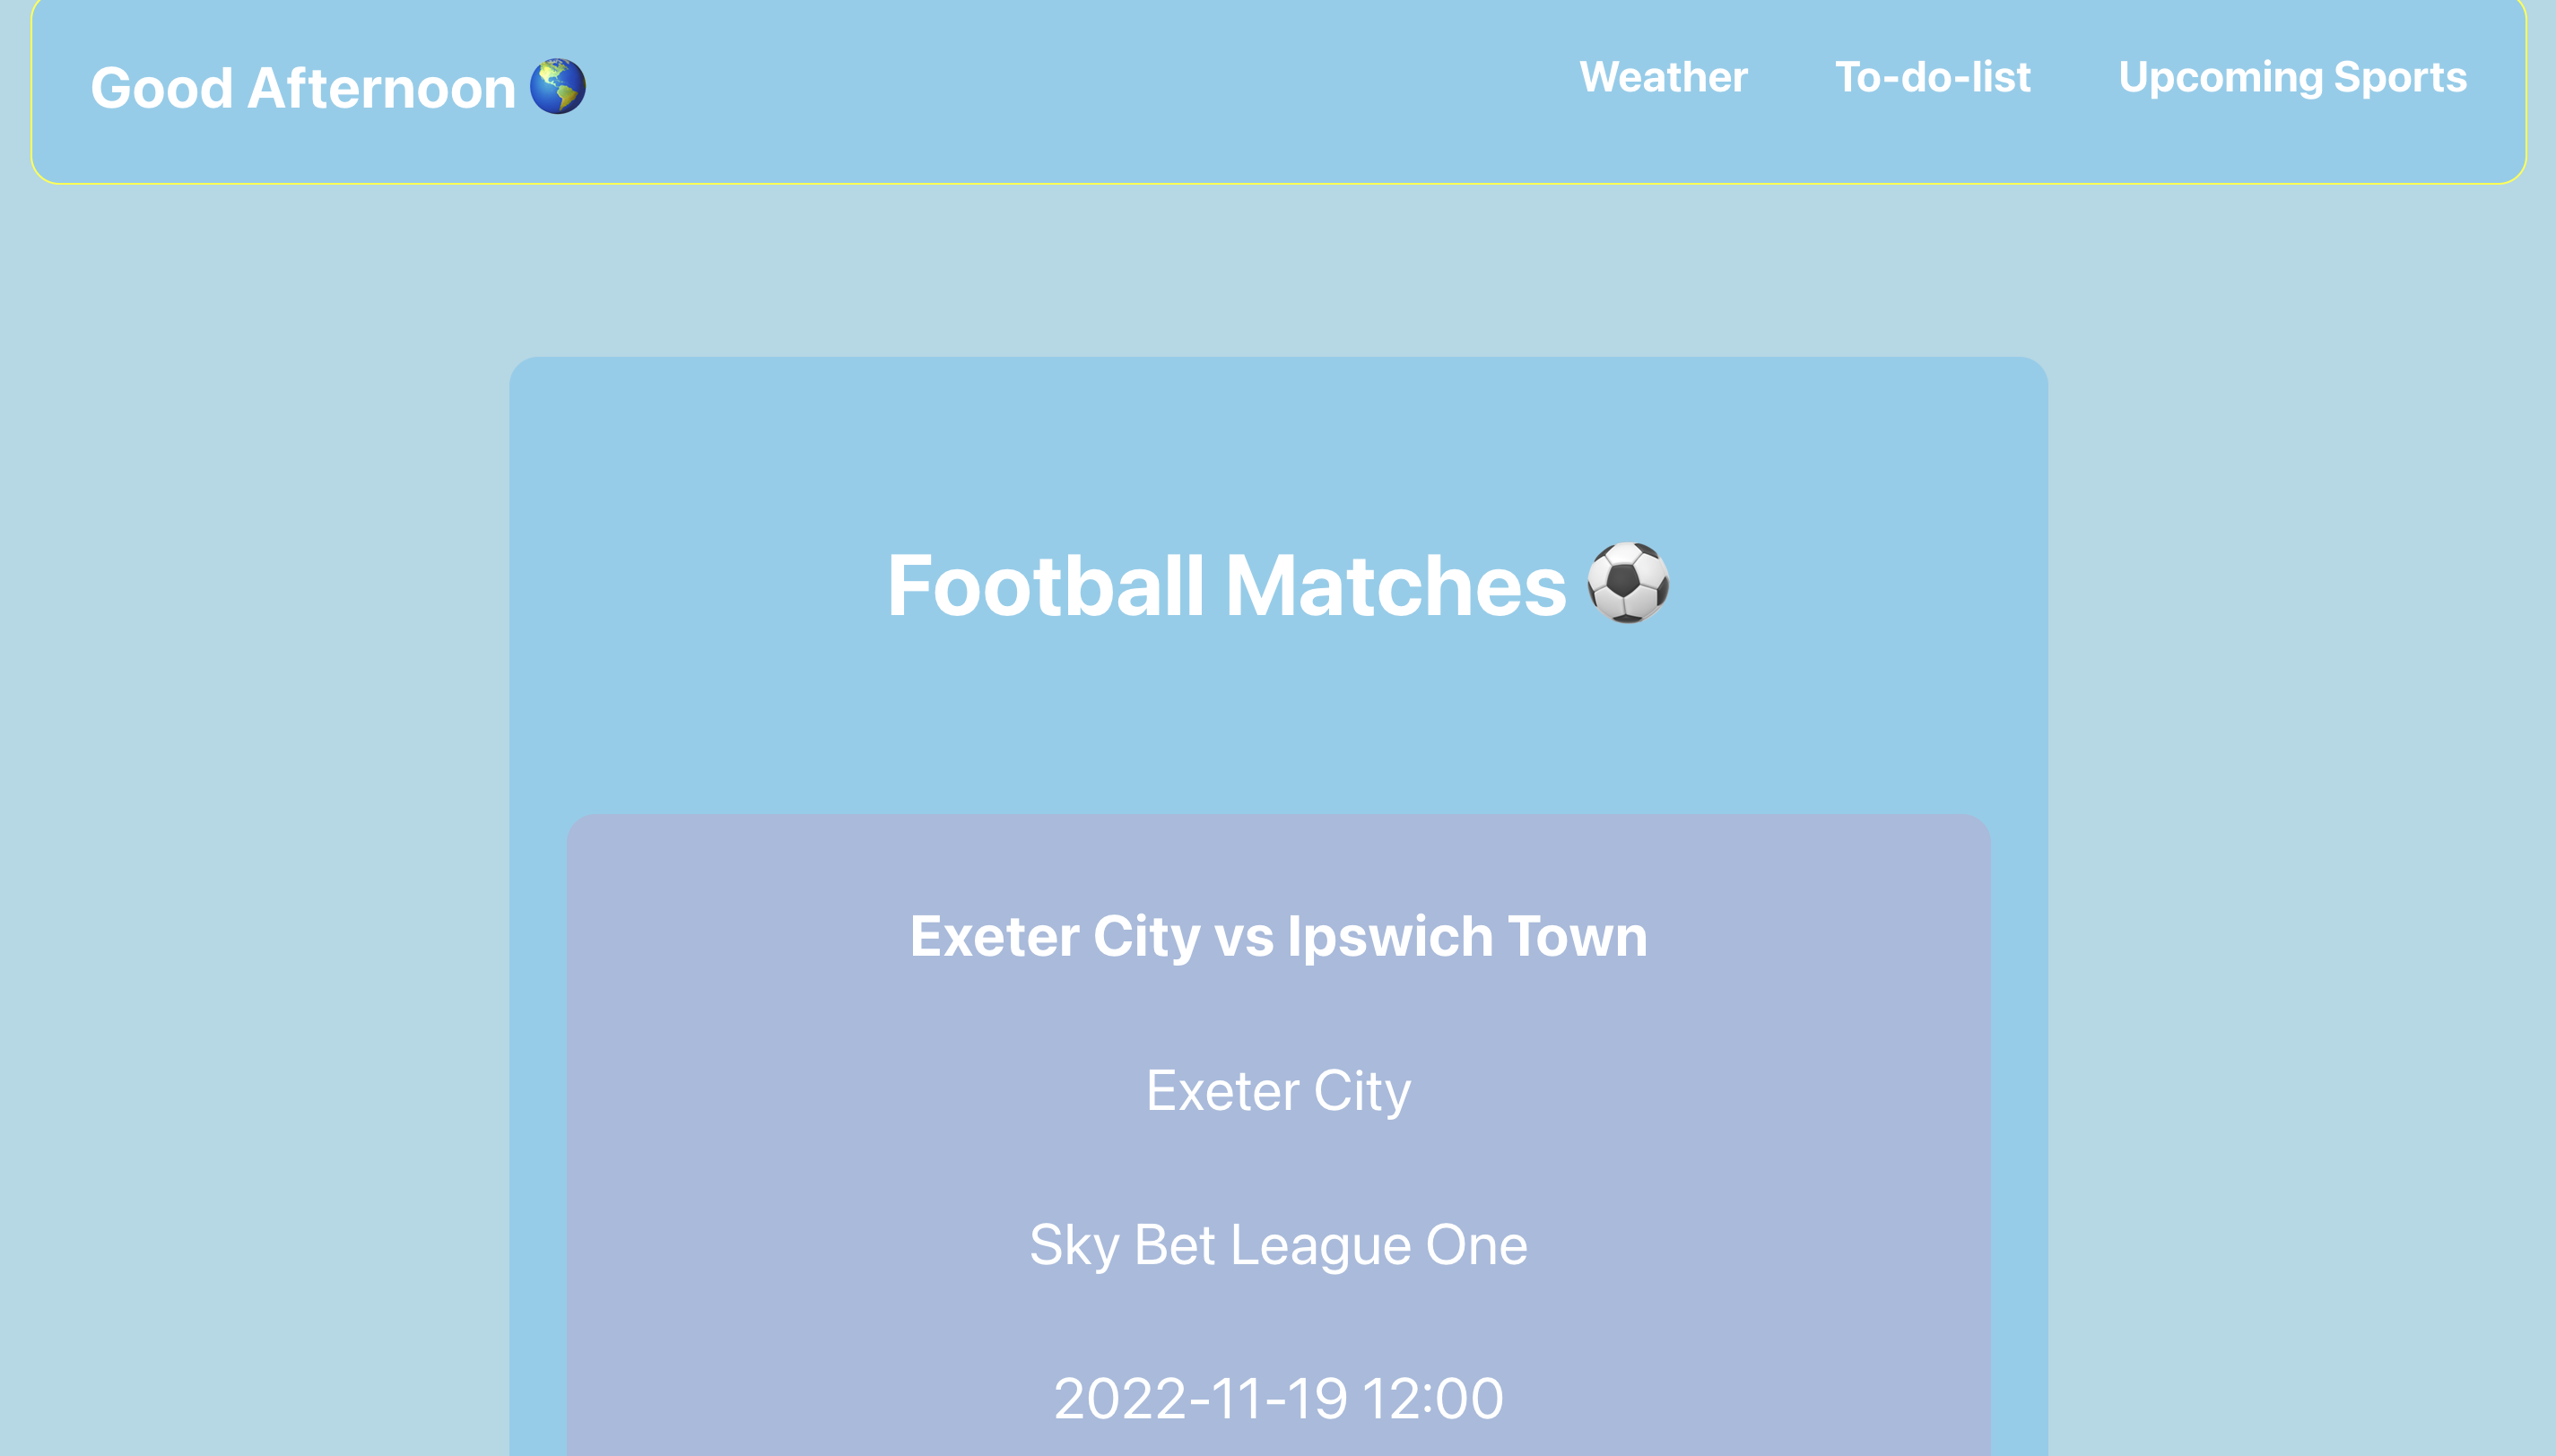 Good Afternoon 🌎
Weather To-do-list Upcoming Sports
Football Matches ⚽
Exeter City vs Ipswich Town
Exeter City
Sky Bet League One
2022-11-19 12:00